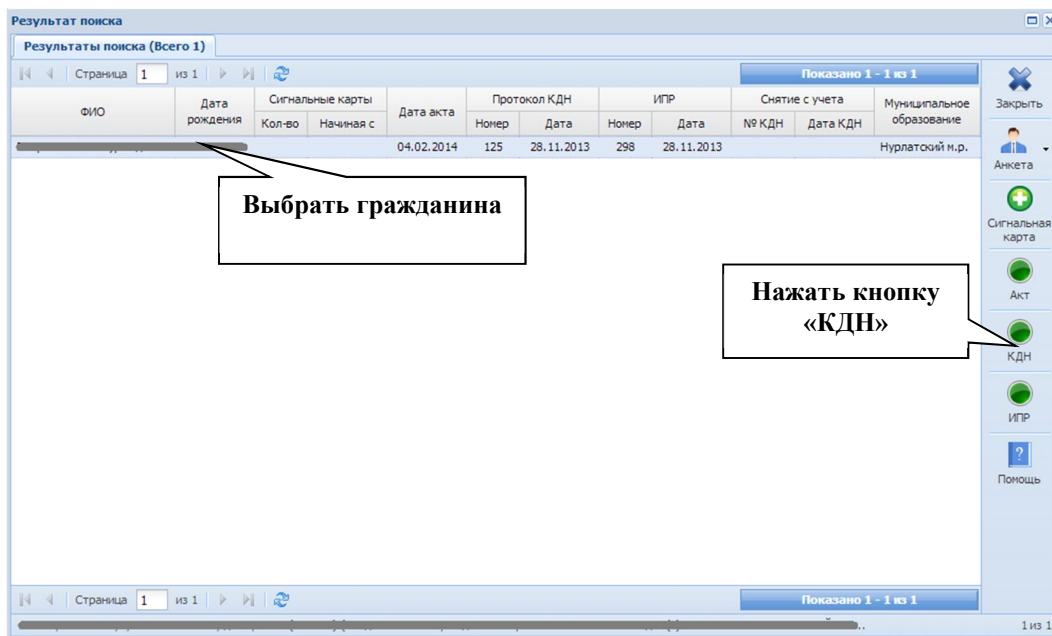 Результат поиска
Результаты поиска (Всего 1)
Страница 1 из 1
Показано 1 - 1 из 1
ФИО Дата рождения Сигнальные карты Дата акта Протокол КДН ИПР Снятие с учета Муниципальное образование
Кол-во Начиная с Номер Дата Номер Дата № КДН Дата КДН
04.02.2014 125 28.11.2013 298 28.11.2013 Нурлатский м.р.
Выбрать гражданина
Нажать кнопку
«КДН»
Закрыть
Анкета
Сигнальная
карта
Акт
КДН
ИПР
Помощь
Страница 1 из 1
Показано 1 - 1 из 1
1 из 1